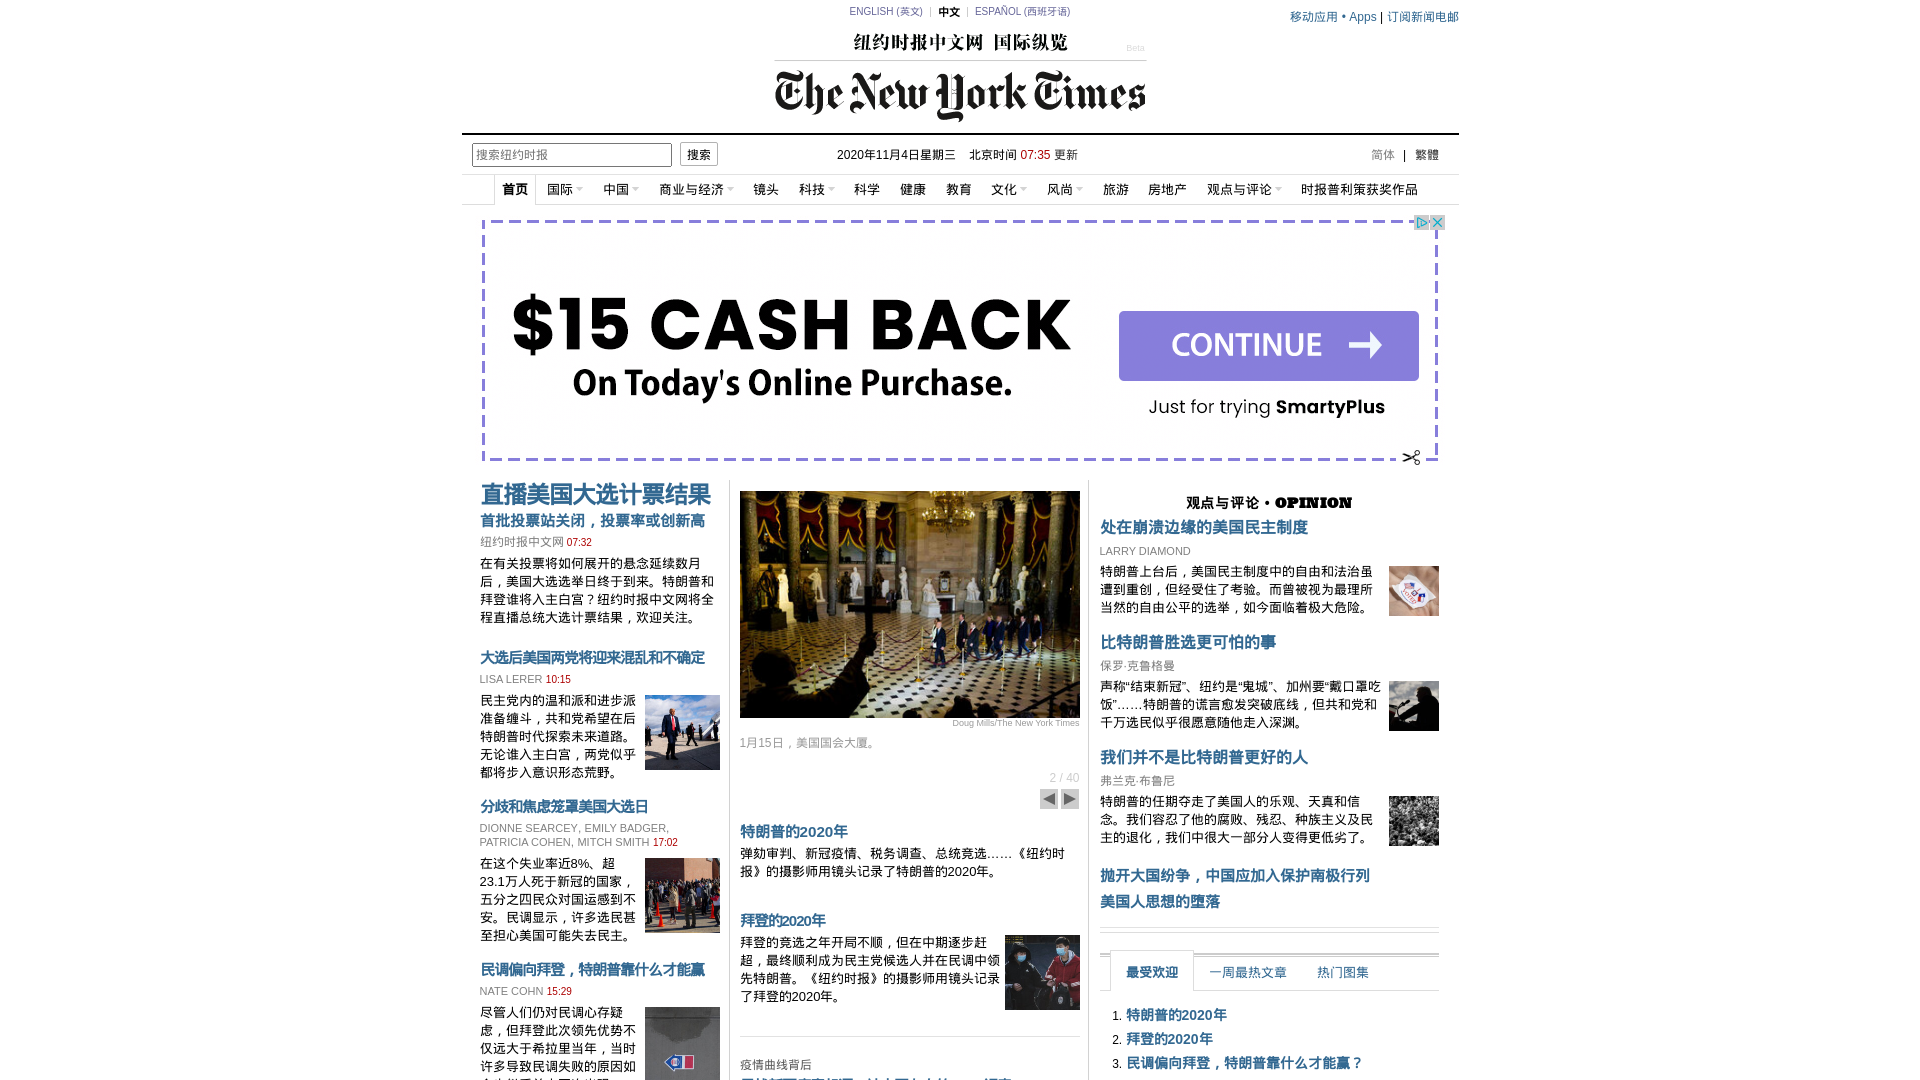 ENGLISH (英文) | 中文 | ESPAÑOL (西班牙语)
移动应用 • Apps | 订阅新闻电邮
纽约时报中文网 国际纵览
Beta
The New York Times
搜索纽约时报 搜索
2020年11月4日星期三 北京时间 07:35 更新
简体 | 繁體
首页 国际 中国 商业与经济 镜头 科技 科学 健康 教育 文化 风尚 旅游 房地产 观点与评论 时报普利策获奖作品
$15 CASH BACK
On Today's Online Purchase.
CONTINUE
Just for trying SmartyPlus
直播美国大选计票结果
首批投票站关闭，投票率或创新高
纽约时报中文网 07:32
在有关投票将如何展开的悬念延续数月
后，美国大选选举日终于到来。特朗普和
拜登谁将入主白宫？纽约时报中文网将全
程直播总统大选计票结果，欢迎关注。
大选后美国两党将迎来混乱和不确定
LISA LERER 10:15
民主党内的温和派和进步派
准备缠斗，共和党希望在后
特朗普时代探索未来道路。
无论谁入主白宫，两党似乎
都将步入意识形态荒野。
分歧和焦虑笼罩美国大选日
DIONNE SEARCEY, EMILY BADGER,
PATRICIA COHEN, MITCH SMITH 17:02
在这个失业率近8%、超
23.1万人死于新冠的国家，
五分之四民众对国运感到不
安。民调显示，许多选民甚
至担心美国可能失去民主。
民调偏向拜登，特朗普靠什么才能赢
NATE COHN 15:29
尽管人们仍对民调心存疑
虑，但拜登此次领先优势不
仅远大于希拉里当年，当时
许多导致民调失败的原因如
Doug Mills/The New York Times
1月15日，美国国会大厦。
2 / 40
特朗普的2020年
弹劾审判、新冠疫情、税务调查、总统竞选……《纽约时
报》的摄影师用镜头记录了特朗普的2020年。
拜登的2020年
拜登的竞选之年开局不顺，但在中期逐步赶
超，最终顺利成为民主党候选人并在民调中领
先特朗普。《纽约时报》的摄影师用镜头记录
了拜登的2020年。
疫情曲线背后
观点与评论 • OPINION
处在崩溃边缘的美国民主制度
LARRY DIAMOND
特朗普上台后，美国民主制度中的自由和法治虽
遭到重创，但经受住了考验。而曾被视为最理所
当然的自由公平的选举，如今面临着极大危险。
比特朗普胜选更可怕的事
保罗·克鲁格曼
声称“结束新冠”、纽约是“鬼城”、加州要“戴口罩吃
饭”……特朗普的谎言愈发突破底线，但共和党和
千万选民似乎很愿意随他走入深渊。
我们并不是比特朗普更好的人
弗兰克·布鲁尼
特朗普的任期夺走了美国人的乐观、天真和信
念。我们容忍了他的腐败、残忍、种族主义及民
主的退化，我们中很大一部分人变得更低劣了。
抛开大国纷争，中国应加入保护南极行列
美国人思想的堕落
最受欢迎 一周最热文章 热门图集
1. 特朗普的2020年
2. 拜登的2020年
3. 民调偏向拜登，特朗普靠什么才能赢？